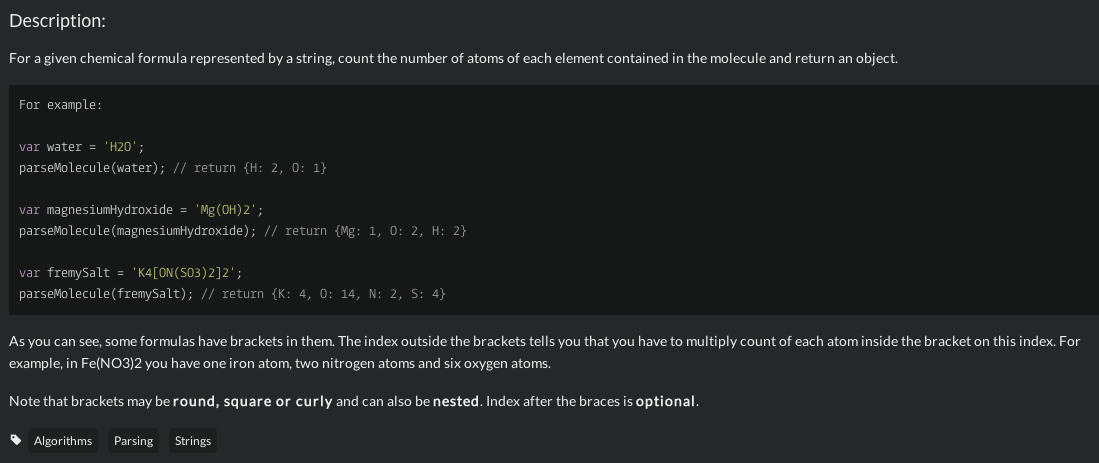 Description:
For a given chemical formula represented by a string, count the number of atoms of each element contained in the molecule and return an object.
For example:
var water = 'H2O';
parseMolecule(water); // return {H: 2, O: 1}
var magnesiumHydroxide = 'Mg(OH)2';
parseMolecule(magnesiumHydroxide); // return {Mg: 1, O: 2, H: 2}
var fremySalt = 'K4[ON(SO3)2]2';
parseMolecule(fremySalt); // return {K: 4, O: 14, N: 2, S: 4}
As you can see, some formulas have brackets in them. The index outside the brackets tells you that you have to multiply count of each atom inside the bracket on this index. For
example, in Fe(NO3)2 you have one iron atom, two nitrogen atoms and six oxygen atoms.
Note that brackets may be round, square or curly and can also be nested. Index after the braces is optional.
Algorithms Parsing Strings